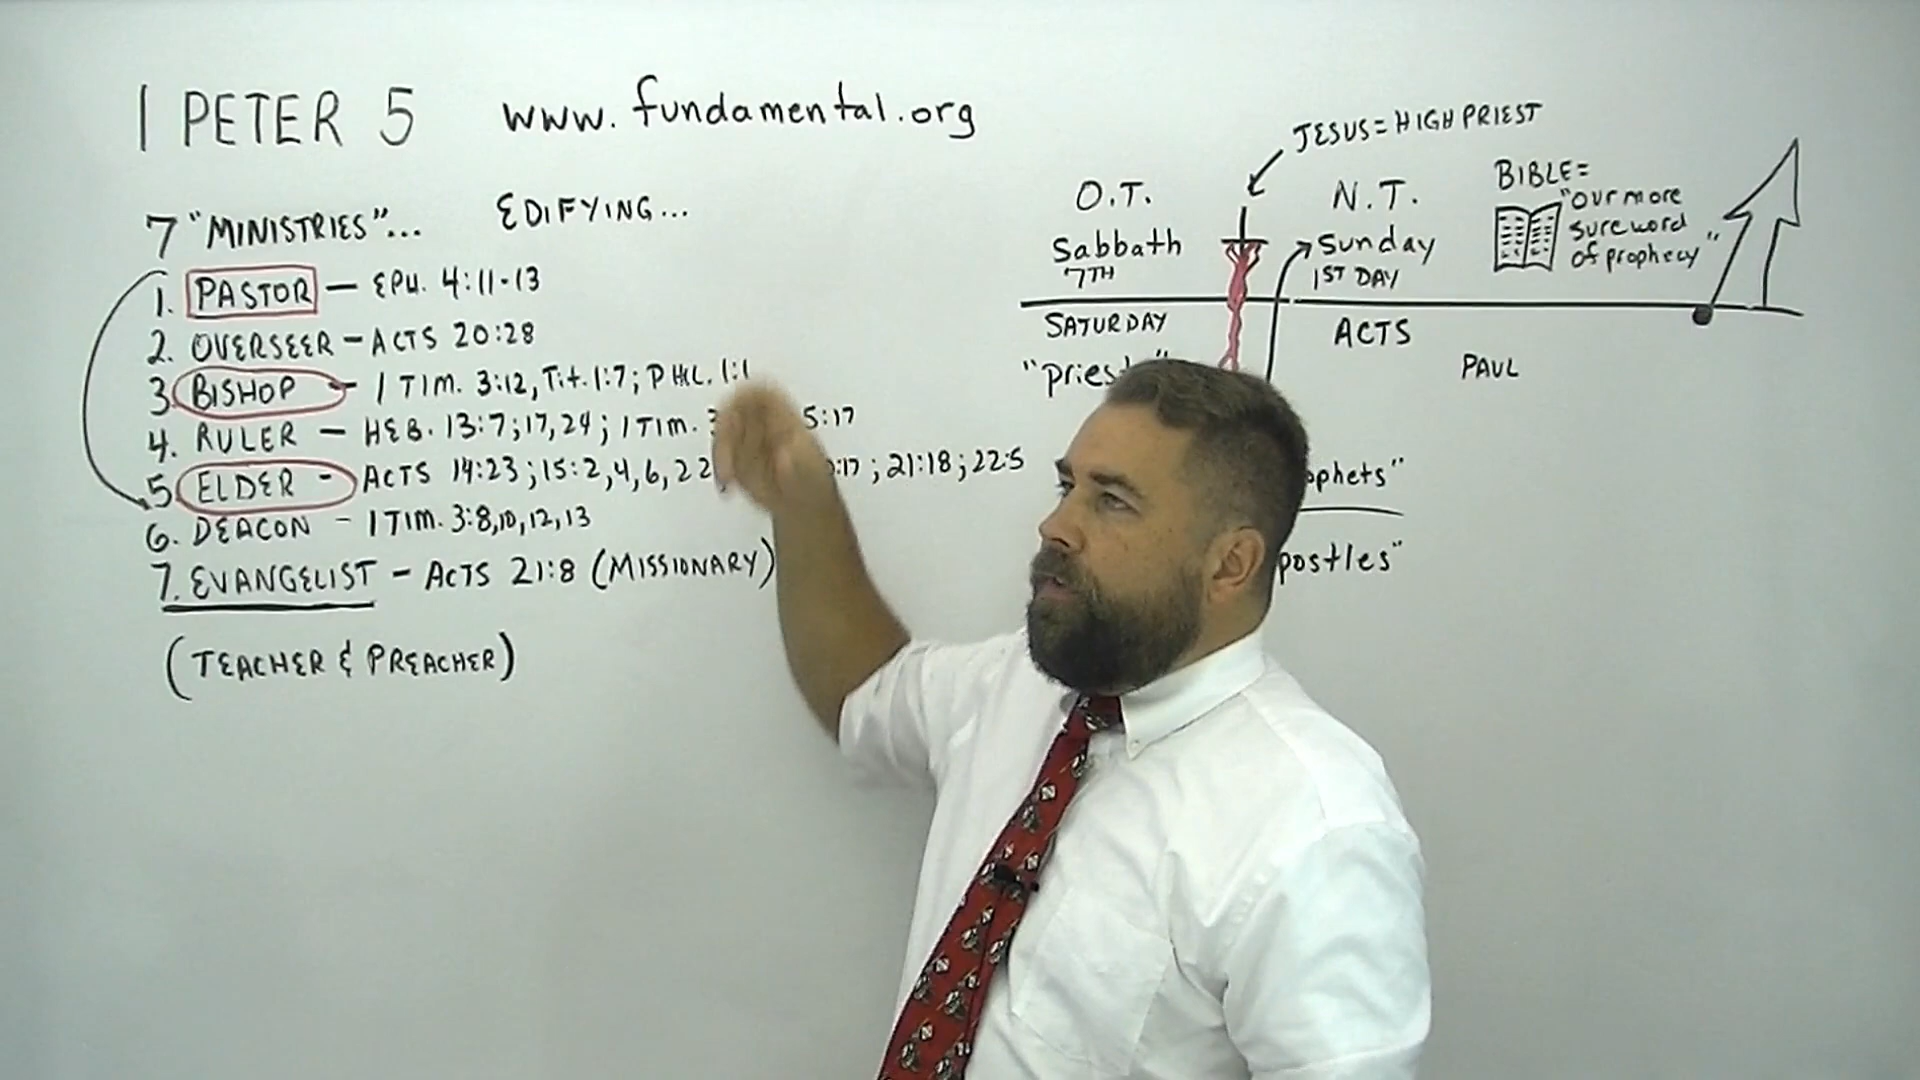 1 PETER 5 www.fundamental.org
7 "MINISTRIES"... EDIFYING...
1. PASTOR — EPH. 4:11-13
2. OVERSEER — ACTS 20:28
3. BISHOP — 1 TIM. 3:12, Tit. 1:7; PHIL. 1:1
4. RULER — HEB. 13:7;17,24; 1 TIM. 5:17
5. ELDER - ACTS 14:23; 15:2,4,6,22 :17; 21:18; 22:5
6. DEACON - 1 TIM. 3:8,10,12,13
7. EVANGELIST - ACTS 21:8 (MISSIONARY)
(TEACHER & PREACHER)
JESUS = HIGH PRIEST
O.T.
Sabbath
7TH
SATURDAY
N.T.
Sunday
1ST DAY
ACTS
PAUL
BIBLE =
"our more
sure word
of prophecy"